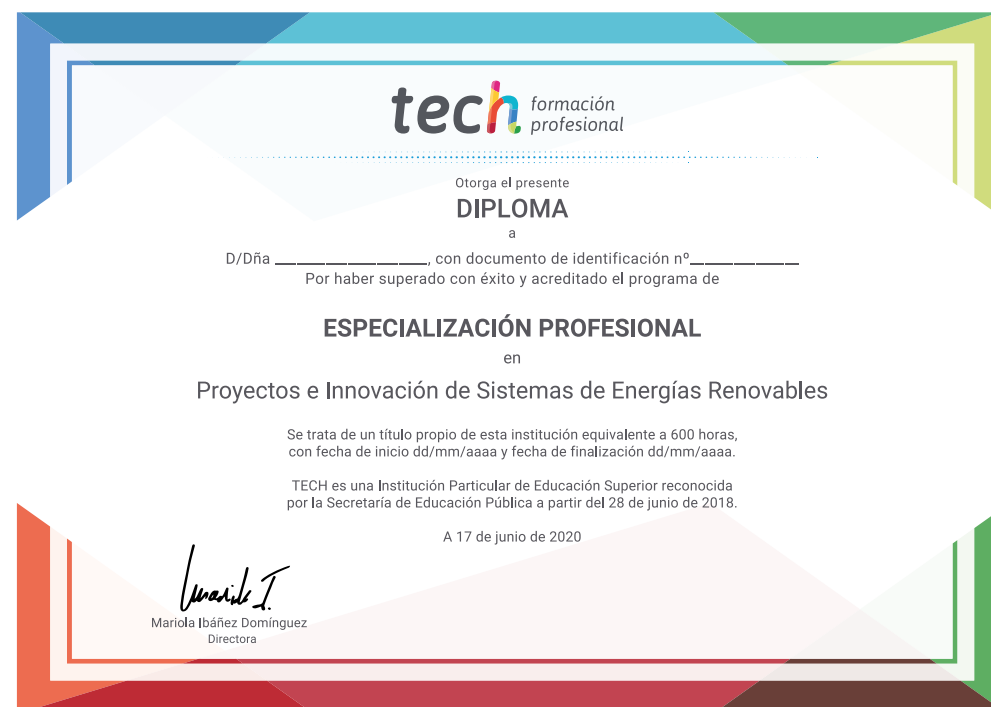 tech formación
profesional
Otorga el presente
DIPLOMA
a
D/Dña _______________, con documento de identificación nº___________
Por haber superado con éxito y acreditado el programa de
ESPECIALIZACIÓN PROFESIONAL
en
Proyectos e Innovación de Sistemas de Energías Renovables
Se trata de un título propio de esta institución equivalente a 600 horas,
con fecha de inicio dd/mm/aaaa y fecha de finalización dd/mm/aaaa.
TECH es una Institución Particular de Educación Superior reconocida
por la Secretaría de Educación Pública a partir del 28 de junio de 2018.
A 17 de junio de 2020
Mariola I.
Mariola Ibáñez Domínguez
Directora